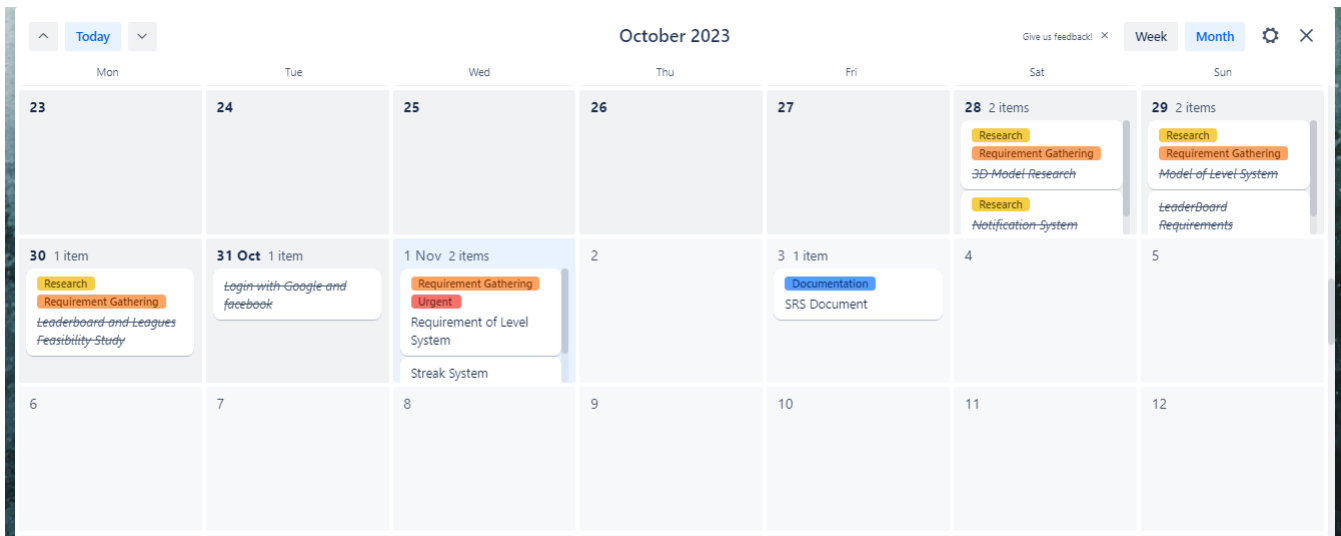 Today
October 2023
Give us feedback! ×
Week
Month
Mon Tue Wed Thu Fri Sat Sun
23
24
25
26
27
28 2 items
Research
Requirement Gathering
3D Model Research
Research
Notification System
29 2 items
Research
Requirement Gathering
Model of Level System
LeaderBoard
Requirements
30 1 item
Research
Requirement Gathering
Leaderboard and Leagues
Feasibility Study
31 Oct 1 item
Login with Google and
facebook
1 Nov 2 items
Requirement Gathering
Urgent
Requirement of Level
System
Streak System
2
3 1 item
Documentation
SRS Document
4
5
6
7
8
9
10
11
12